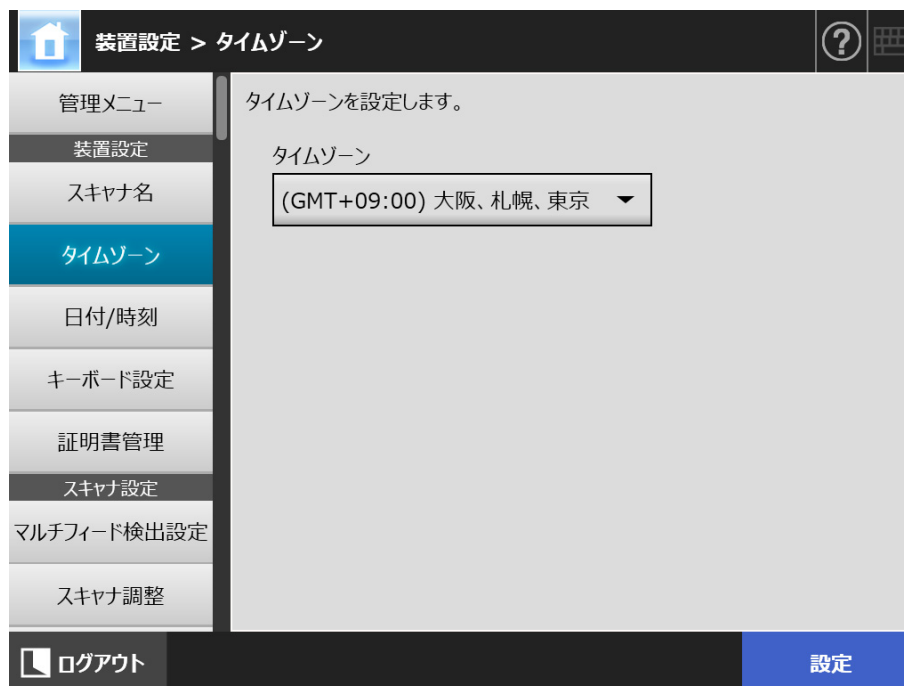 装置設定 > タイムゾーン
?
管理メニュー
装置設定
スキャナ名
タイムゾーン
日付/時刻
キーボード設定
証明書管理
スキャナ設定
マルチフィード検出設定
スキャナ調整
タイムゾーンを設定します。
タイムゾーン
(GMT+09:00) 大阪、札幌、東京
ログアウト
設定